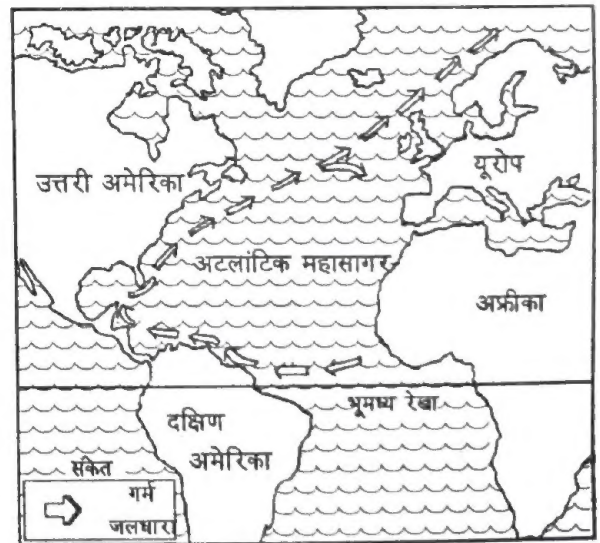 उत्तरी अमेरिका
यूरोप
अटलांटिक महासागर
अफ्रीका
भूमध्य रेखा
दक्षिण
अमेरिका
संकेत
गर्म
जलधारा